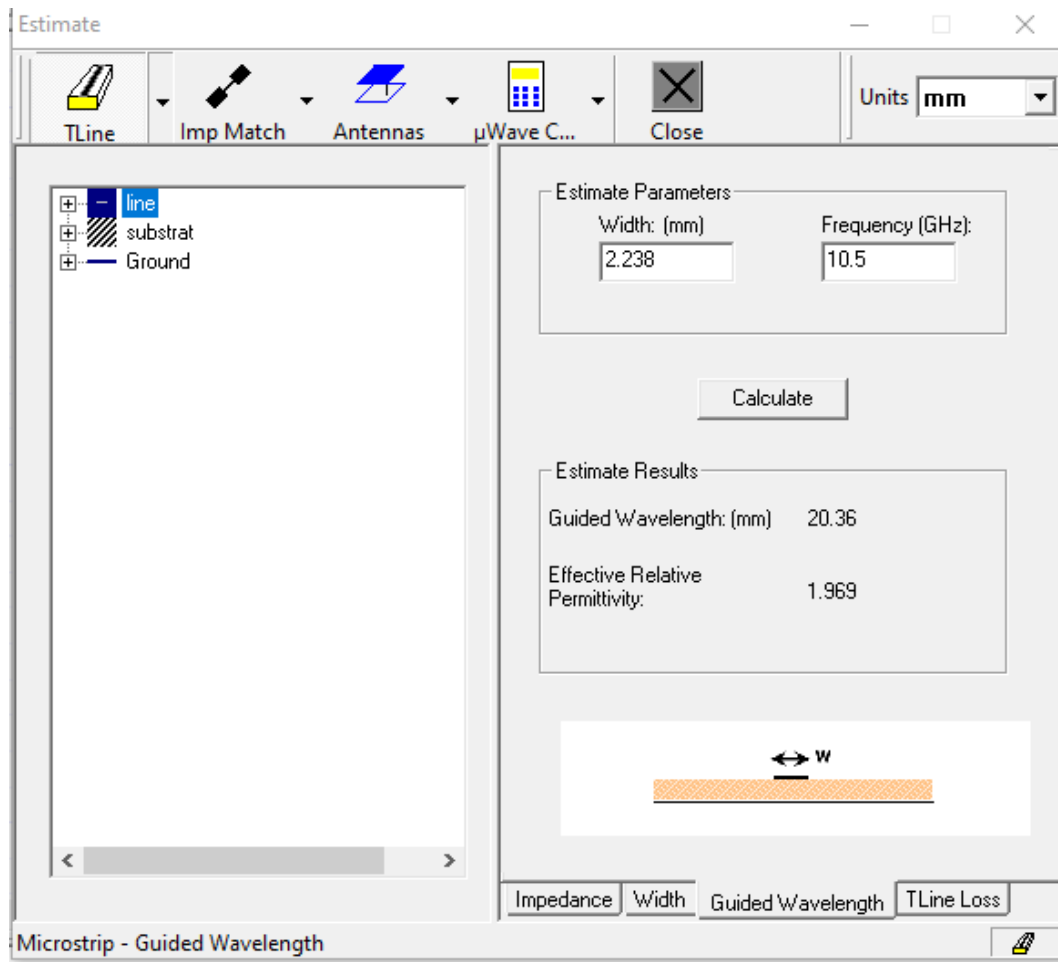 Estimate
TLine
Imp Match
Antennas
µWave C...
Close
Units mm
line
substrat
Ground
Estimate Parameters
Width: (mm)
Frequency (GHz):
2.238
10.5
Calculate
Estimate Results
Guided Wavelength: (mm) 20.36
Effective Relative
Permittivity:
1.969
W
Impedance Width Guided Wavelength TLine Loss
Microstrip - Guided Wavelength